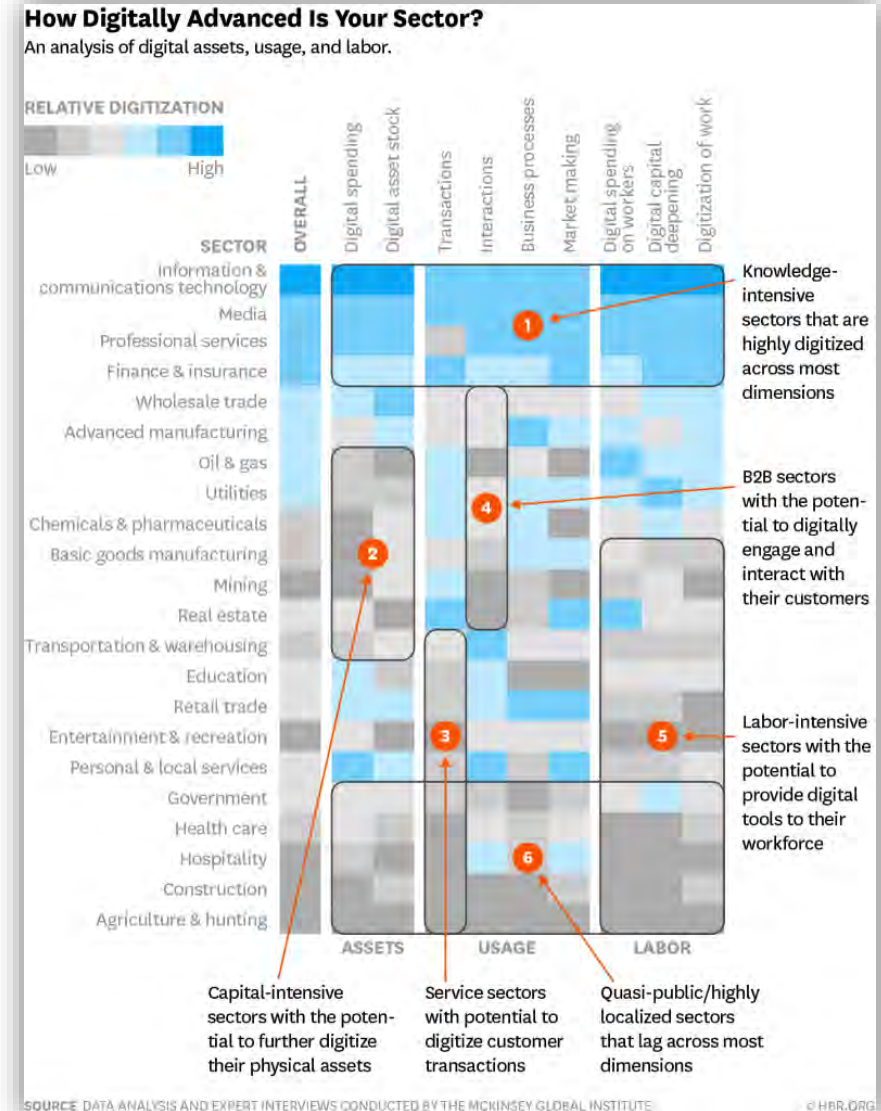 How Digitally Advanced Is Your Sector?
An analysis of digital assets, usage, and labor.
RELATIVE DIGITIZATION
Low
High
SECTOR
OVERALL
Digital spending
Digital asset stock
Transactions
Interactions
Business processes
Market making
Digital spending
on workers
Digital capital
deepening
Digitization of work
Information &
communications technology
Media
Professional services
Finance & insurance
Wholesale trade
Advanced manufacturing
Oil & gas
Utilities
Chemicals & pharmaceuticals
Basic goods manufacturing
Mining
Real estate
Transportation & warehousing
Education
Retail trade
Entertainment & recreation
Personal & local services
Government
Health care
Hospitality
Construction
Agriculture & hunting
1
2
3
4
5
6
Knowledge-
intensive
sectors that are
highly digitized
across most
dimensions
B2B sectors
with the poten-
tial to digitally
engage and
interact with
their customers
Labor-intensive
sectors with the
potential to
provide digital
tools to their
workforce
ASSETS
USAGE
LABOR
Capital-intensive
sectors with the poten-
tial to further digitize
their physical assets
Service sectors
with potential to
digitize customer
transactions
Quasi-public/highly
localized sectors
that lag across most
dimensions
SOURCE DATA ANALYSIS AND EXPERT INTERVIEWS CONDUCTED BY THE MCKINSEY GLOBAL INSTITUTE
© HBR.ORG